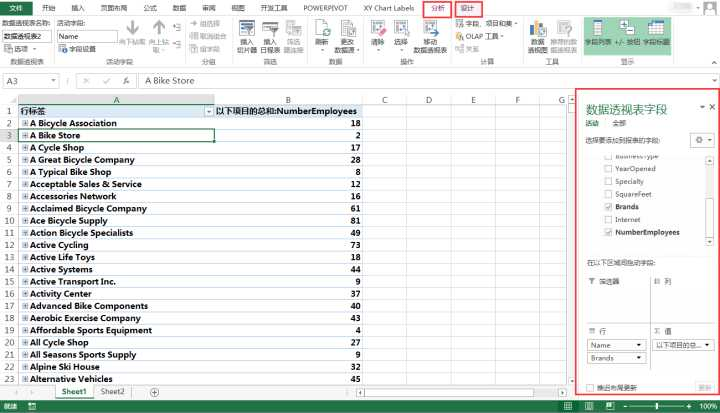 文件 开始 插入 页面布局 公式 数据 审阅 视图 开发工具 POWERPIVOT XY Chart Labels 分析 设计
数据透视表名称: 活动字段:
数据透视表2 Name
选项 字段设置
向下钻取 向上钻取
组选择
取消组合
组字段
插入切片器 插入日程表 筛选器连接
刷新 更改数据源
清除 选择 移动数据透视表
字段、项目和集
OLAP 工具
关系
数据透视图 推荐的数据透视表
字段列表 +/- 按钮 字段标题
数据透视表 活动字段 分组 筛选 数据 操作 计算 工具 显示
A3 A Bike Store
A B C D E F G
1 行标签 以下项目的总和:NumberEmployees
2 A Bicycle Association 18
3 A Bike Store 2
4 A Cycle Shop 17
5 A Great Bicycle Company 28
6 A Typical Bike Shop 8
7 Acceptable Sales & Service 12
8 Accessories Network 16
9 Acclaimed Bicycle Company 61
10 Ace Bicycle Supply 81
11 Action Bicycle Specialists 49
12 Active Cycling 73
13 Active Life Toys 18
14 Active Systems 44
15 Active Transport Inc. 9
16 Activity Center 37
17 Advanced Bike Components 40
18 Aerobic Exercise Company 43
19 Affordable Sports Equipment 4
20 All Cycle Shop 27
21 All Seasons Sports Supply 9
22 Alpine Ski House 32
23 Alternative Vehicles 45
数据透视表字段
活动 全部
选择要添加到报表的字段:
BusinessType
YearOpened
Specialty
SquareFeet
Brands
Internet
NumberEmployees
在以下区域间拖动字段:
筛选器 列
行 Σ 值
Name 以下项目的总...
Brands
推迟布局更新 更新
Sheet1 Sheet2
就绪 100%